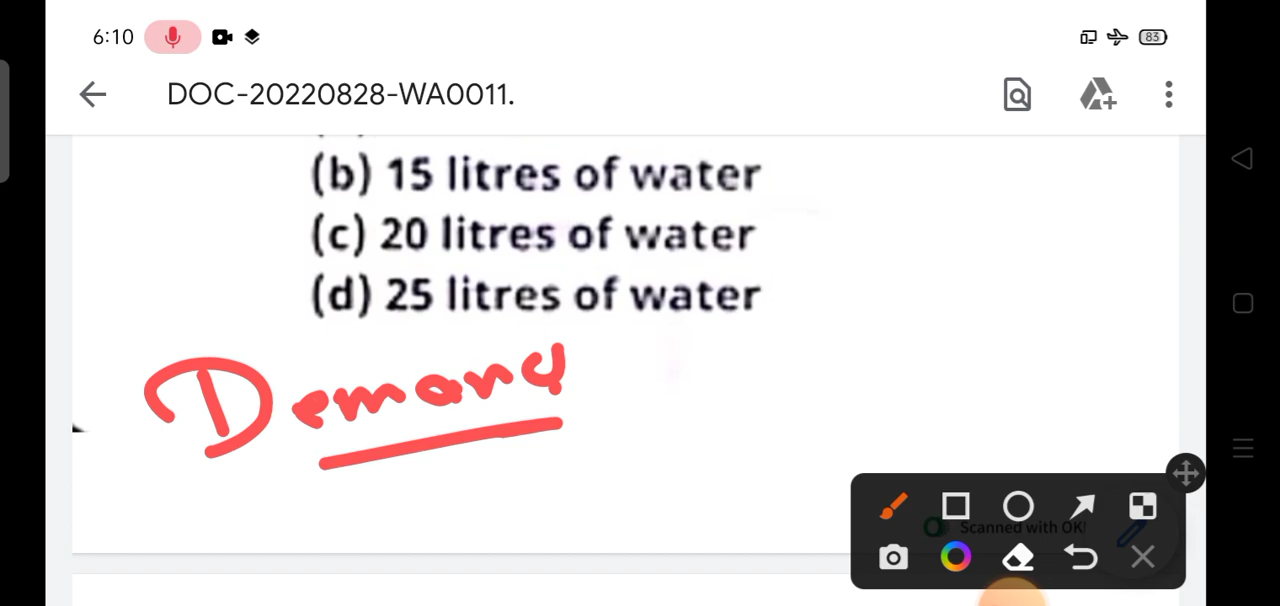 6:10
83
DOC-20220828-WA0011.
(b) 15 litres of water
(c) 20 litres of water
(d) 25 litres of water
Demand
Scanned with OK